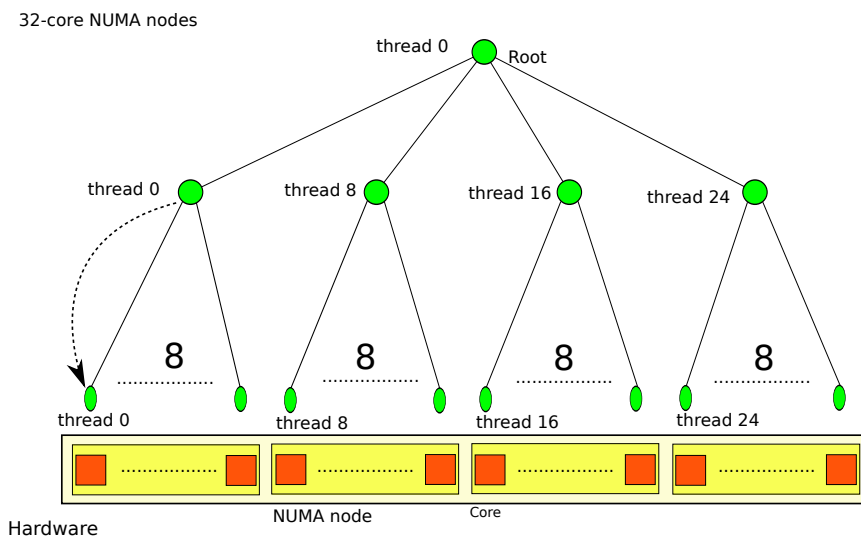 32-core NUMA nodes
thread 0
Root
thread 0
thread 8
thread 16
thread 24
8
8
8
8
thread 0
thread 8
thread 16
thread 24
NUMA node
Core
Hardware